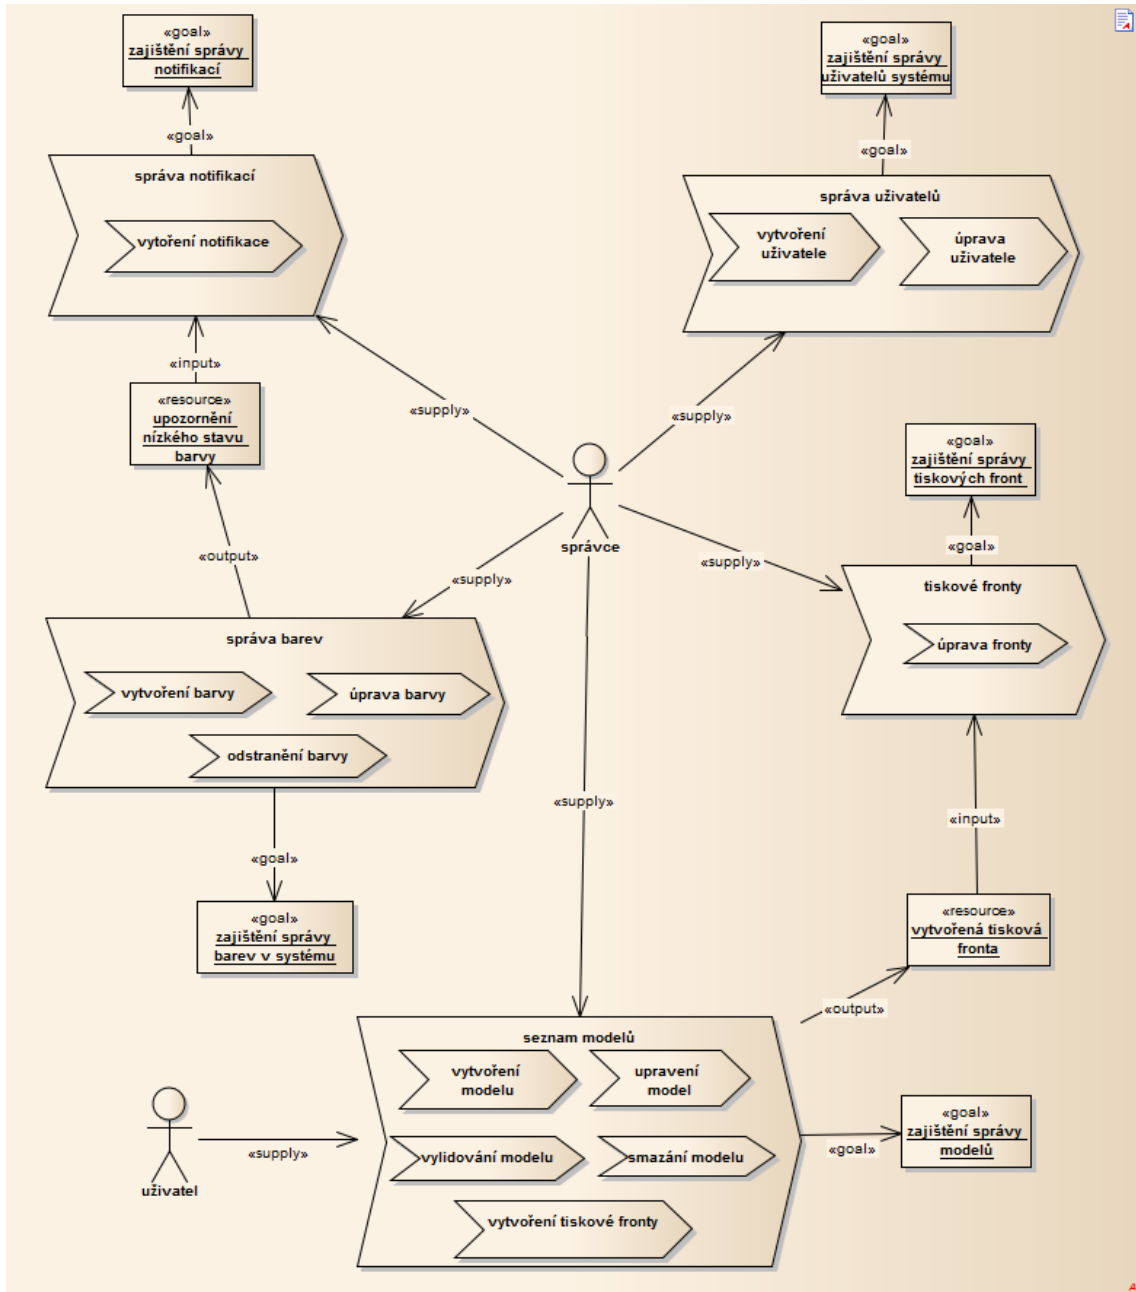 «goal»
zajištění správy
notifikací
«goal»
zajištění správy
uživatelů systému
«goal»
«goal»
správa notifikací
vytoření notifikace
správa uživatelů
vytvoření
uživatele
úprava
uživatele
«input»
«resource»
upozornění
nízkého stavu
barvy
«supply»
«supply»
«goal»
zajištění správy
tiskových front
správce
«output»
«supply»
«supply»
«goal»
tiskové fronty
úprava fronty
správa barev
vytvoření barvy
úprava barvy
odstranění barvy
«supply»
«input»
«goal»
«goal»
zajištění správy
barev v systému
«resource»
vytvořená tisková
fronta
«output»
seznam modelů
vytvoření
modelu
upravení
model
uživatel
«supply»
vylidování modelu
smazání modelu
vytvoření tiskové fronty
«goal»
«goal»
zajištění správy
modelů